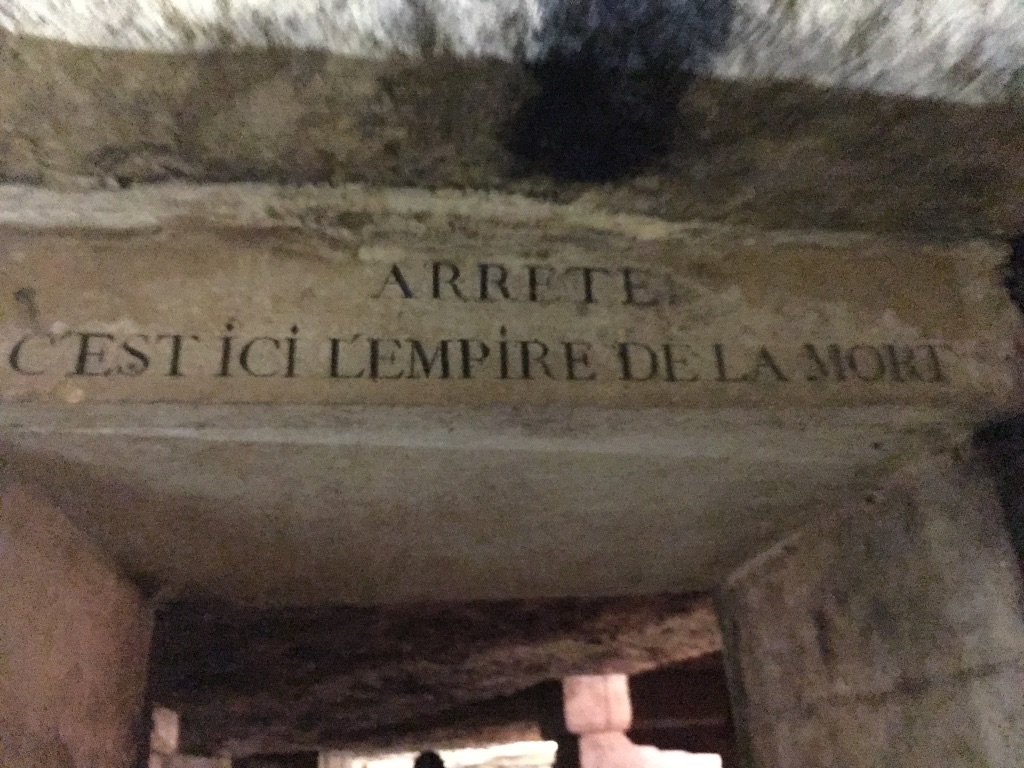 ARRETE
C'EST iCi L'EMPiRE DE LA MORT